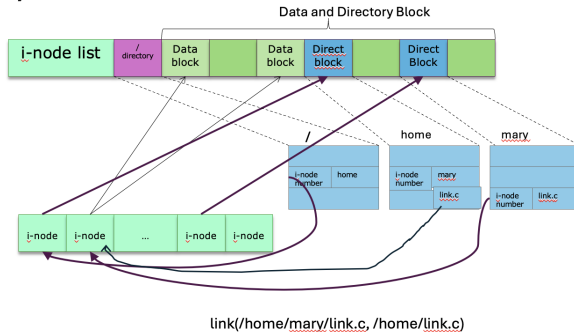 Data and Directory Block
i-node list
/
directory
Data
block
Data
block
Direct
block
Direct
Block
/
home
mary
i-node
number
home
i-node
number
mary
link.c
i-node
number
link.c
i-node
i-node
...
i-node
i-node
link(/home/mary/link.c, /home/link.c)